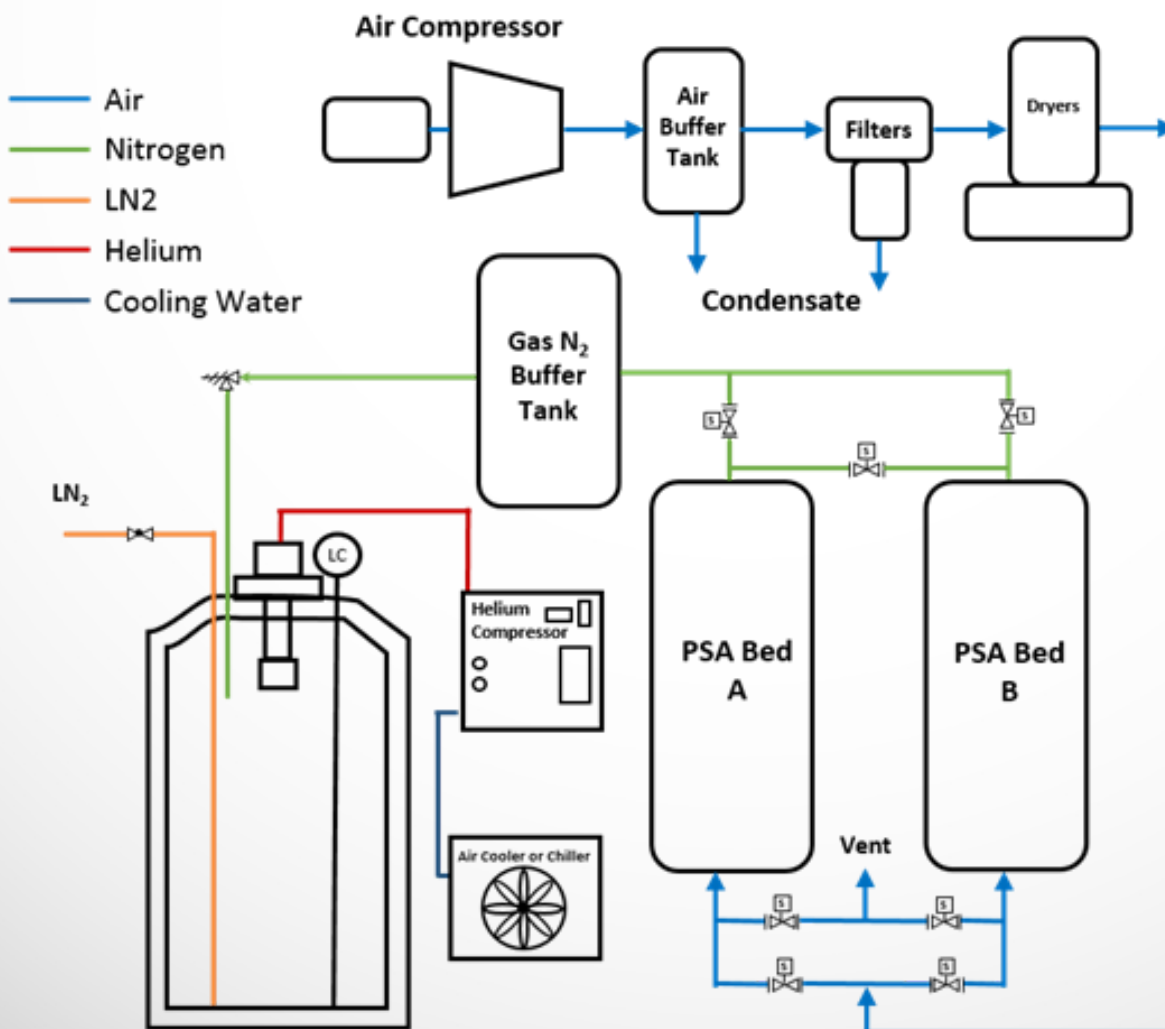 Air Compressor
Air
Nitrogen
LN2
Helium
Cooling Water
Air
Buffer
Tank
Filters
Dryers
Condensate
Gas N₂
Buffer
Tank
S
S
S
LN₂
LC
Helium
Compressor
PSA Bed
A
PSA Bed
B
Air Cooler or Chiller
Vent
S
S
S
S